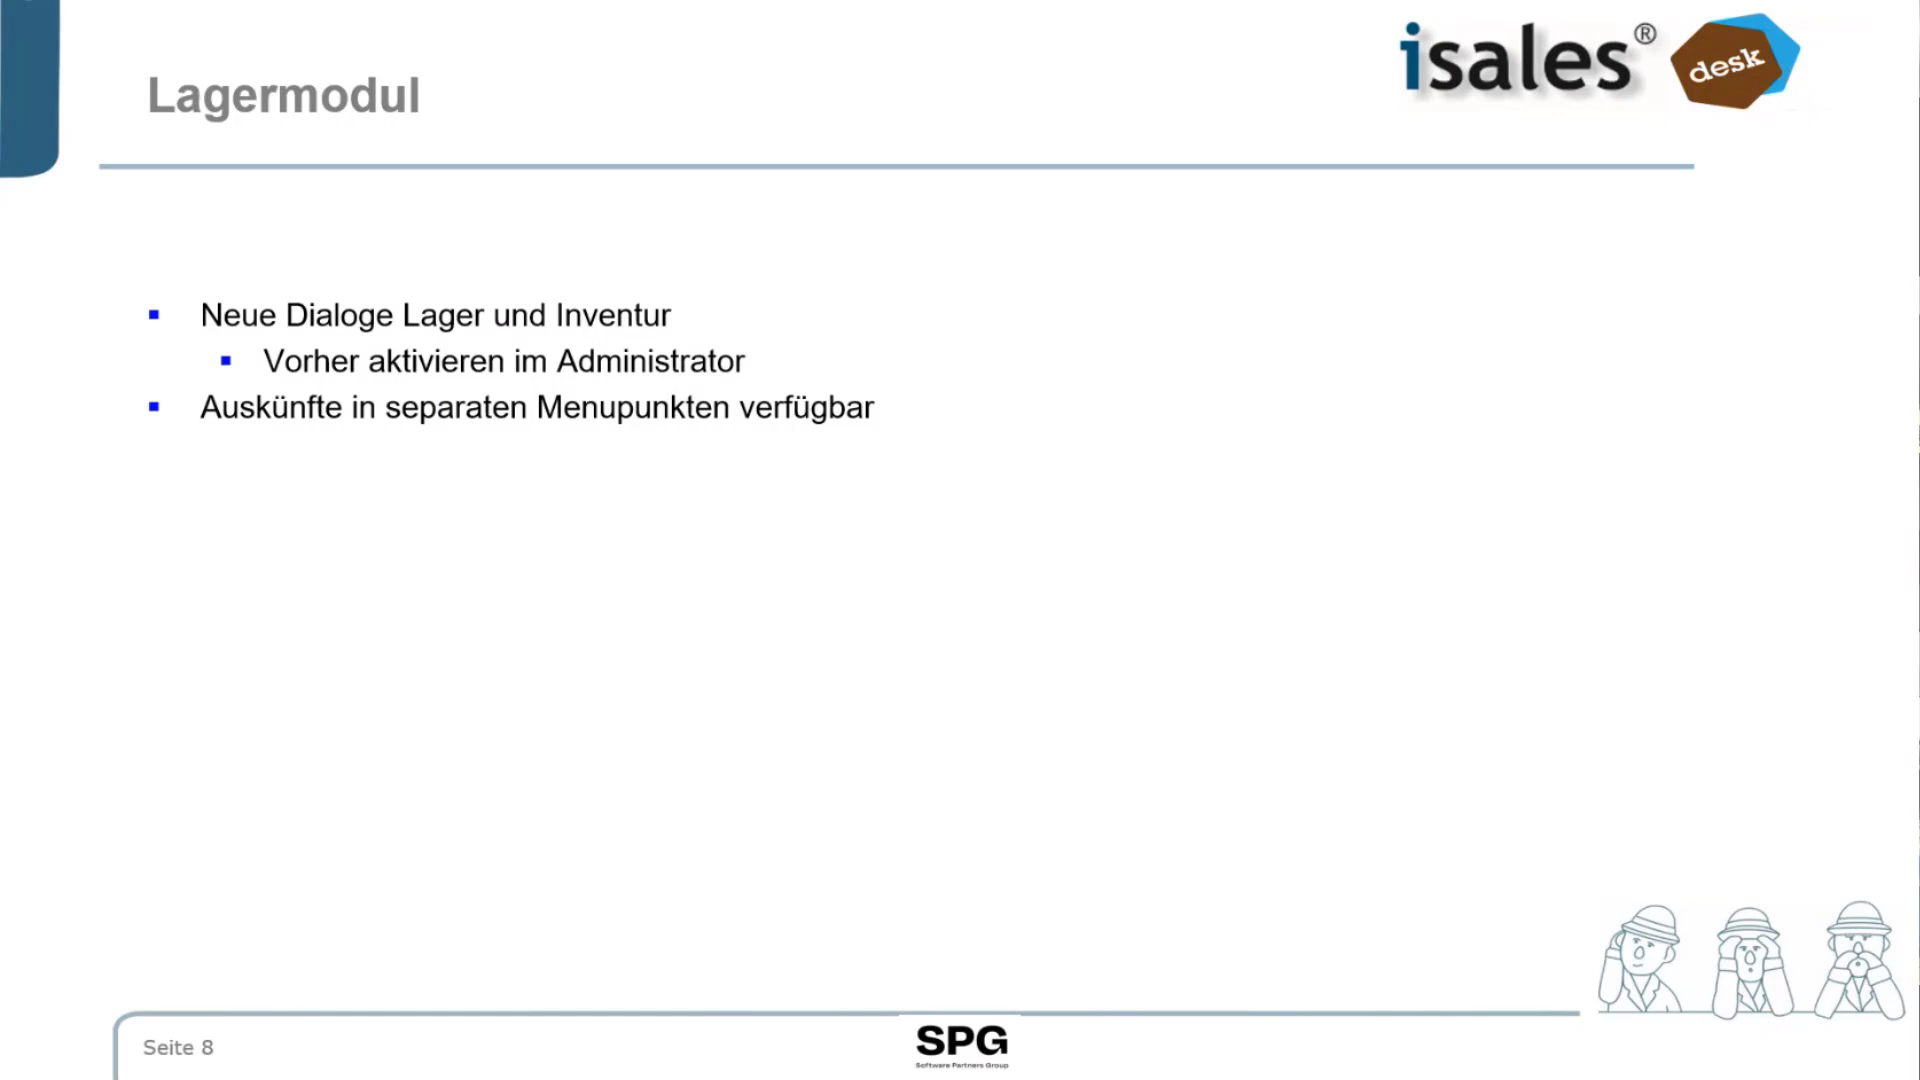 isales®
desk
Lagermodul
Neue Dialoge Lager und Inventur
Vorher aktivieren im Administrator
Auskünfte in separaten Menupunkten verfügbar
Seite 8
SPG
Software Partners Group